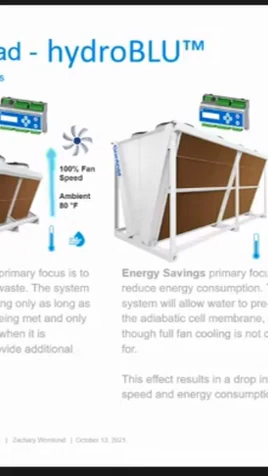 ad - hydroBLU™
s
100% Fan
Speed
Ambient
80 °F
primary focus is to
waste. The system
ng only as long as
eing met and only
when it is
ovide additional
Energy Savings primary focu
reduce energy consumption. T
system will allow water to pre-
the adiabatic cell membrane,
though full fan cooling is not c
for.
This effect results in a drop in
speed and energy consumptio
| October 13, 2021